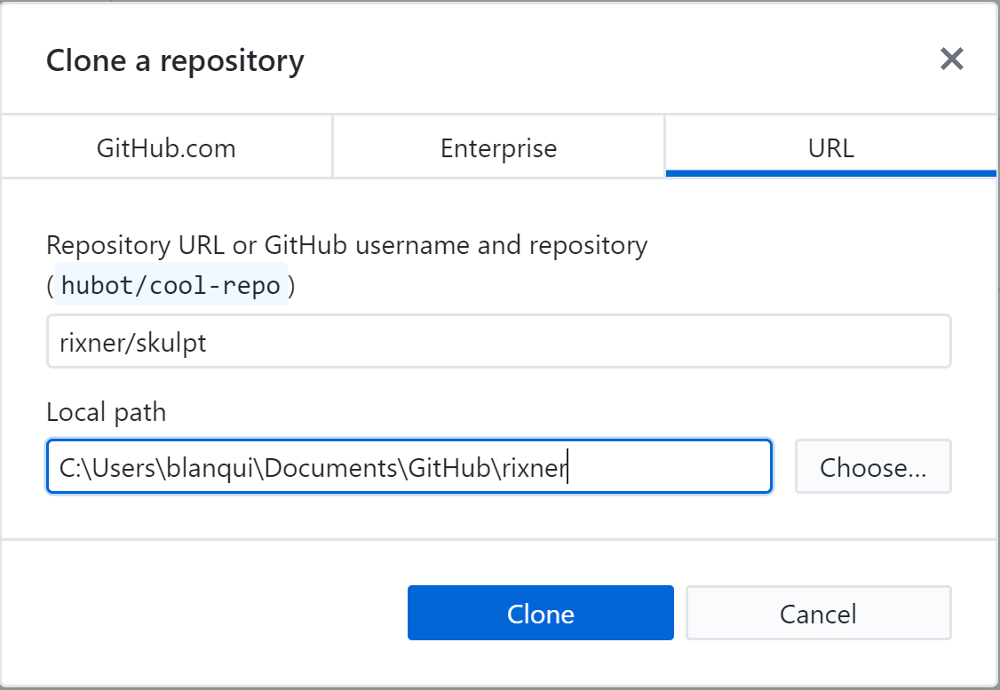 Clone a repository
GitHub.com
Enterprise
URL
Repository URL or GitHub username and repository
(hubot/cool-repo)
rixner/skulpt
Local path
C:\Users\blanqui\Documents\GitHub\rixner
Choose...
Clone
Cancel